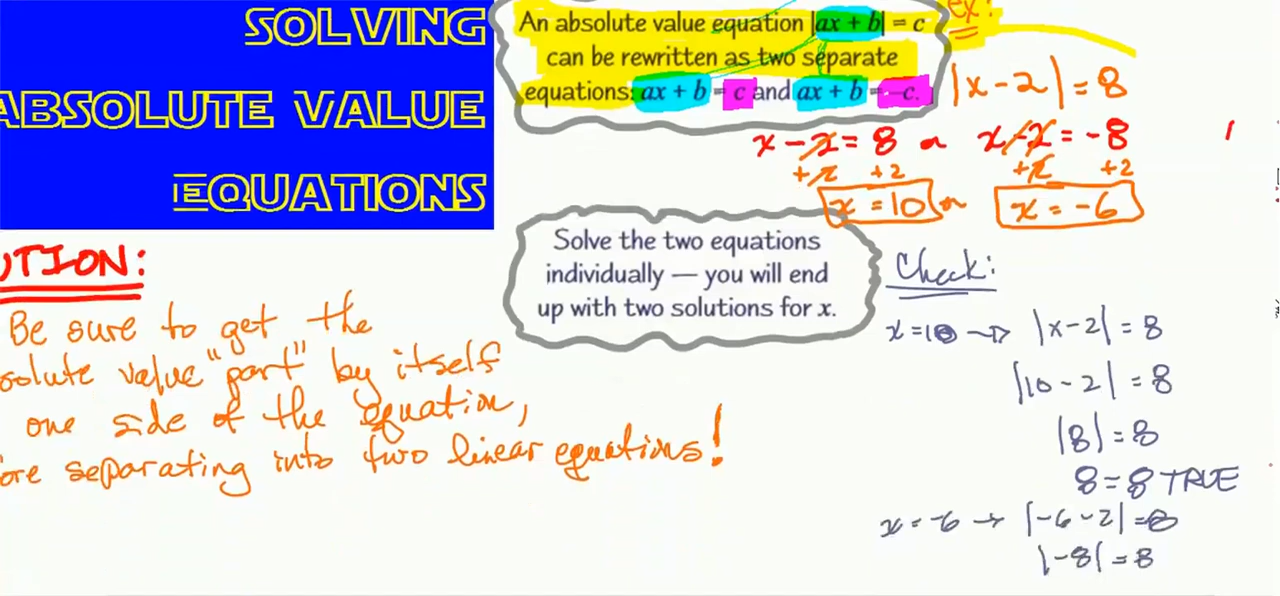 SOLVING
ABSOLUTE VALUE
EQUATIONS
An absolute value equation |ax + b| = c
can be rewritten as two separate
equations: ax + b = c and ax + b = -c.
ex:
|x-2| = 8
x-2 = 8 or x-2 = -8
+2 +2 +2 +2
x = 10 or x = -6
UTION:
Be sure to get the
solute value "part" by itself
one side of the equation,
ore separating into two linear equations!
Solve the two equations
individually — you will end
up with two solutions for x.
Check:
x=10 → |x-2| = 8
|10-2| = 8
|8| = 8
8 = 8 TRUE
x = -6 → |-6-2| = 8
|-8| = 8